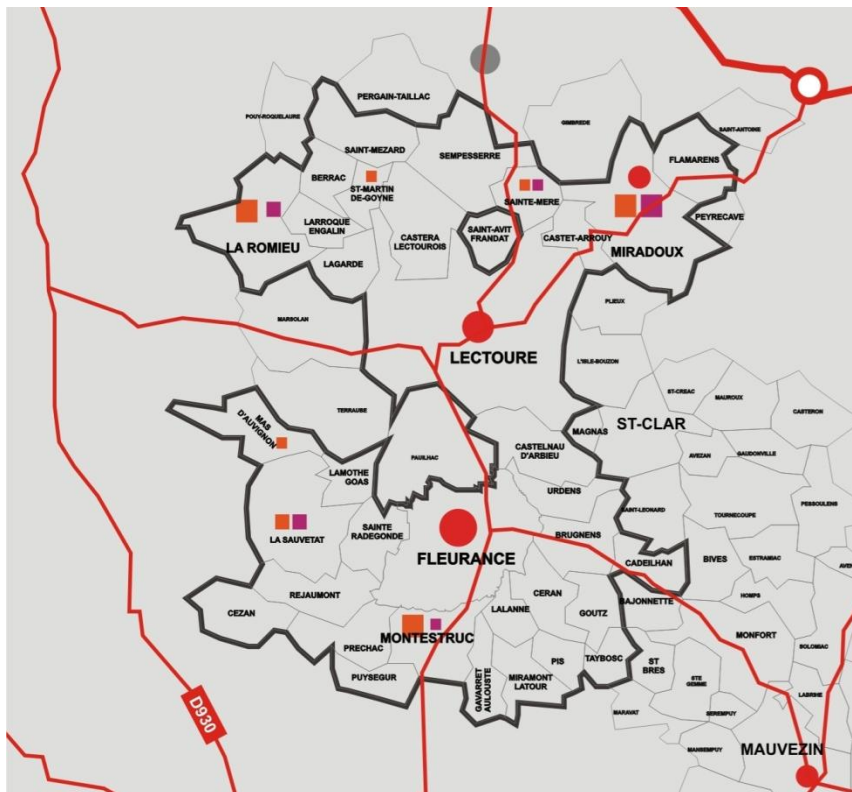 PERGAIN-TAILLAC
POUY-ROQUELAURE
GIMBREDE
SAINT-ANTOINE
SAINT-MEZARD
SEMPESSERRE
FLAMARENS
BERRAC
ST-MARTIN
DE-GOYNE
SAINTE-MERE
PEYRECAVE
LARROQUE
ENGALIN
SAINT-AVIT
FRANDAT
CASTERA
LECTOUROIS
CASTET-ARROUY
LA ROMIEU
MIRADOUX
LAGARDE
PLIEUX
MARSOLAN
LECTOURE
L'ISLE-BOUZON
ST-CREAC
MAUROUX
CASTERON
TERRAUBE
MAS
D'AUVIGNON
MAGNAS
ST-CLAR
PAUILHAC
CASTELNAU
D'ARBIEU
AVEZAN
GAUDONVILLE
LAMOTHE
GOAS
URDENS
PESSOULENS
SAINT-LEONARD
TOURNECOUPE
SAINTE
RADEGONDE
LA SAUVETAT
BRUGNENS
FLEURANCE
CADEILHAN
BIVES
ESTRAMIAC
AVEN
REJAUMONT
CERAN
HOMPS
CEZAN
LALANNE
GOUTZ
BAJONNETTE
MONTESTRUC
MONFORT
SOLOMIAC
PRECHAC
PIS
TAYBOSC
ST
BRES
PUYSEGUR
GAVARRET
AULOUSTE
MIRAMONT
LATOUR
STE
GEMME
LABRIHE
MARAVAT
SEREMPUY
D930
MANSEMPUY
MAUVEZIN